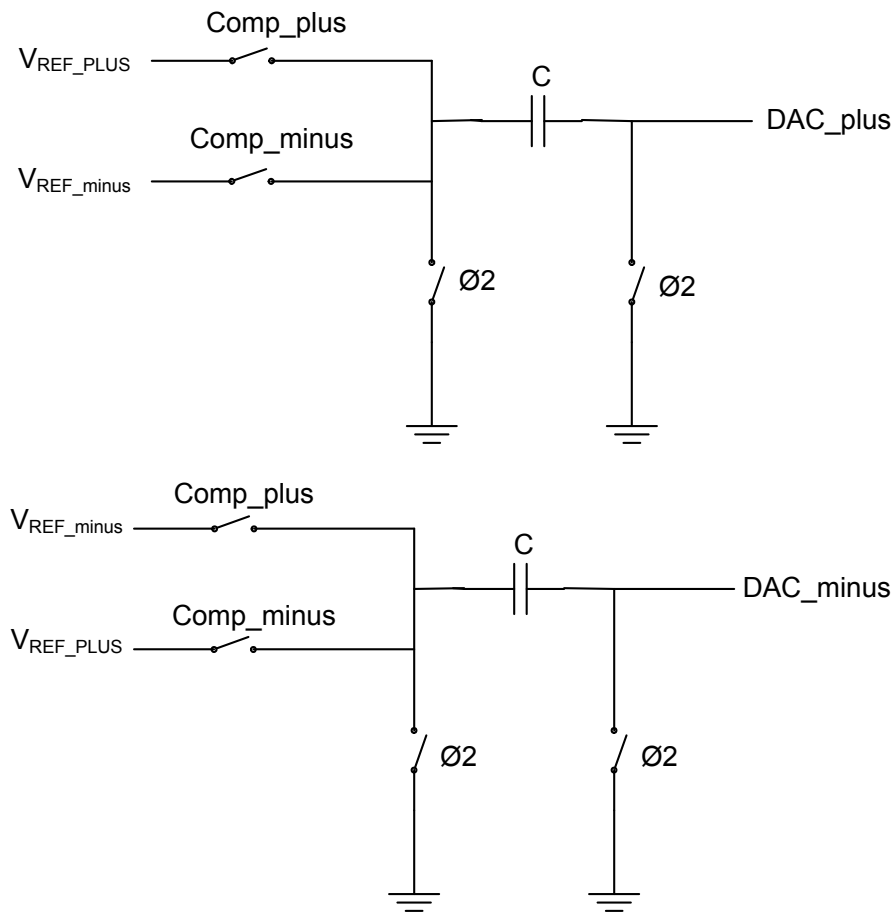 Comp_plus
V_REF_PLUS
C
DAC_plus
Comp_minus
V_REF_minus
Ø2
Ø2
Comp_plus
V_REF_minus
C
DAC_minus
Comp_minus
V_REF_PLUS
Ø2
Ø2